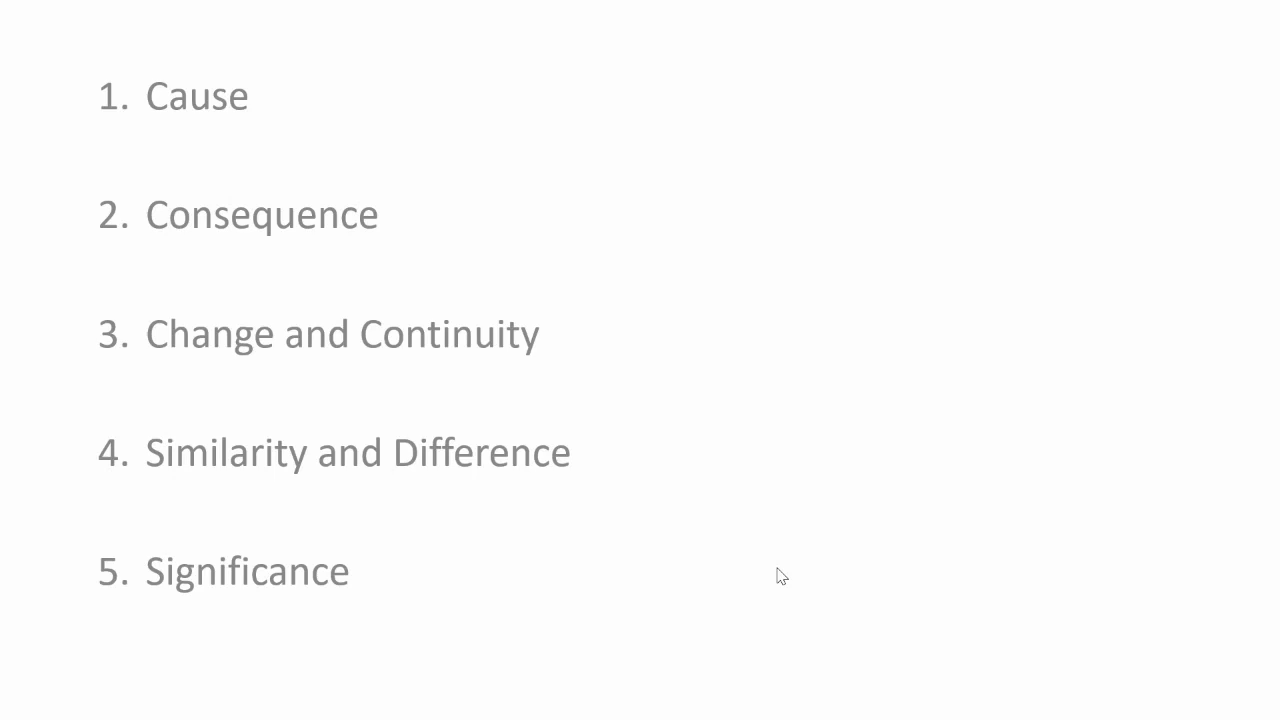 1. Cause
2. Consequence
3. Change and Continuity
4. Similarity and Difference
5. Significance